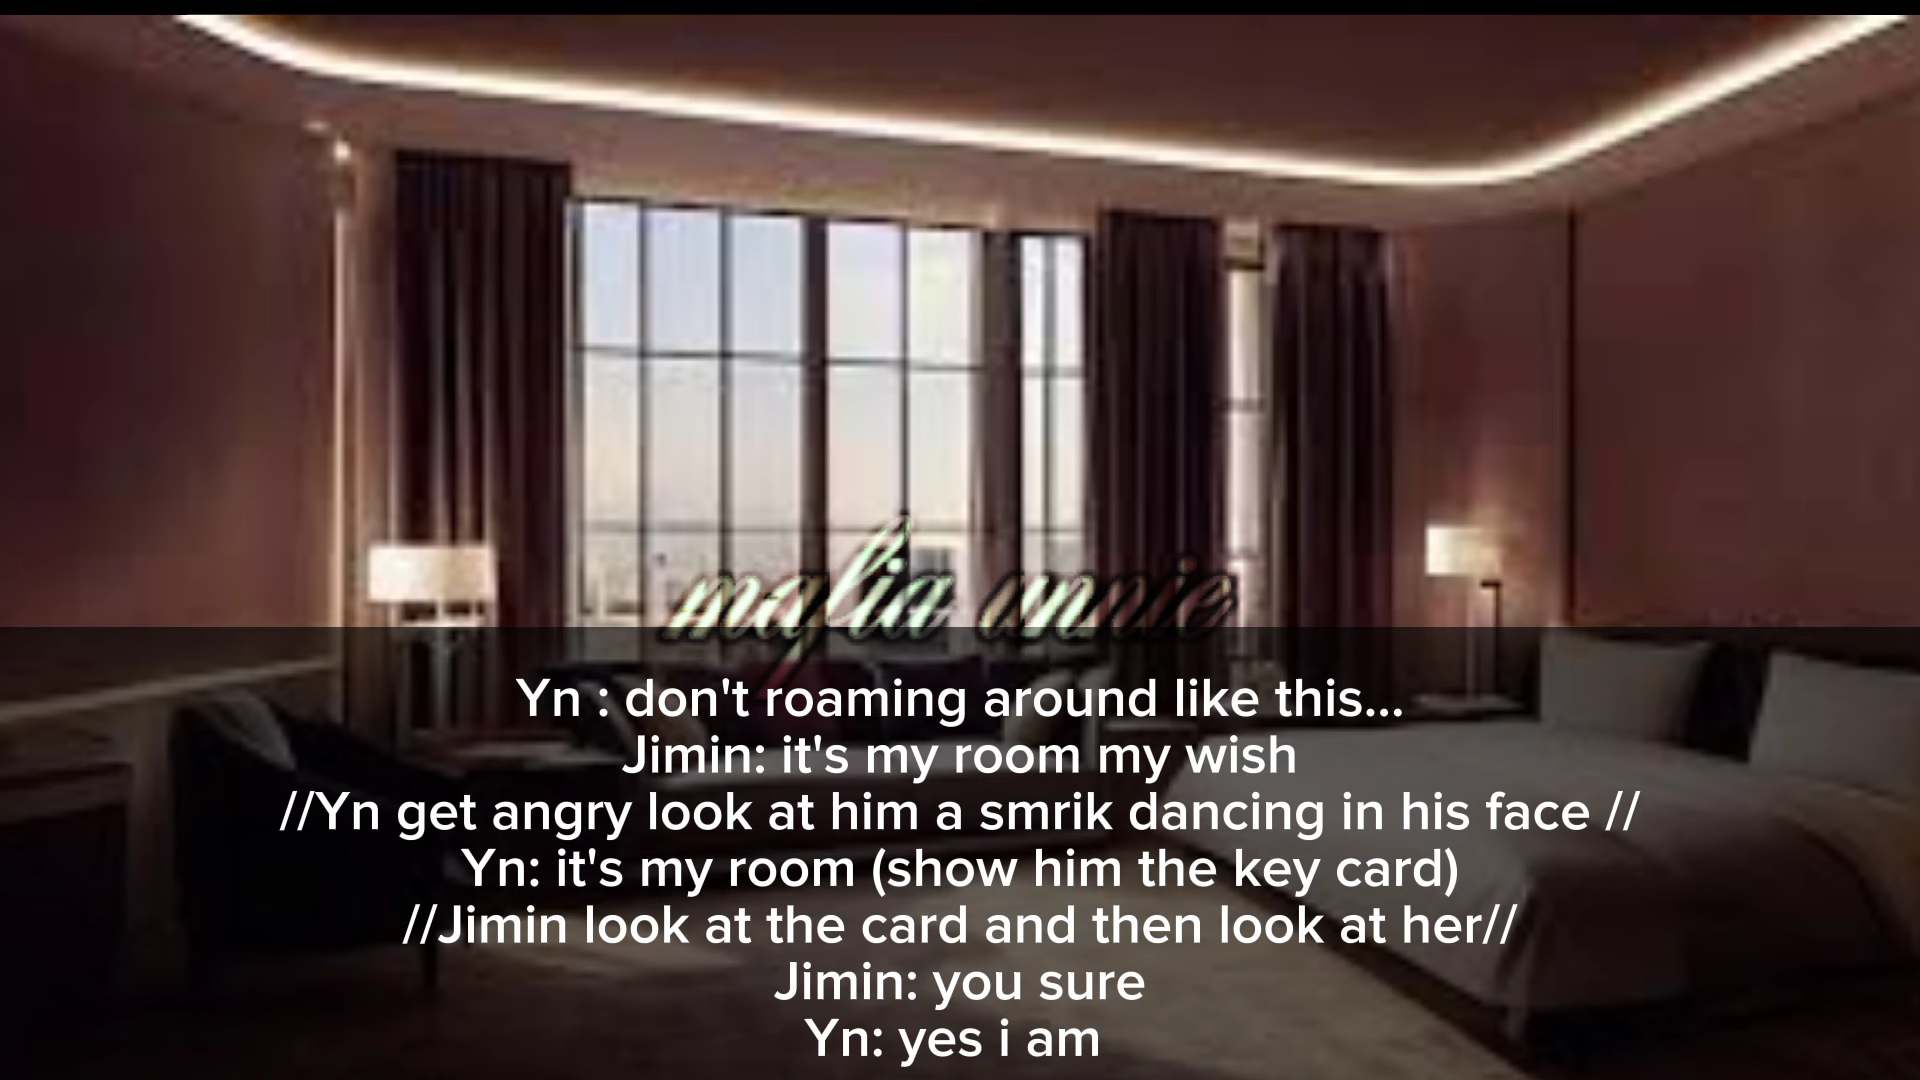 mafia unnie
Yn : don't roaming around like this...
Jimin: it's my room my wish
//Yn get angry look at him a smrik dancing in his face //
Yn: it's my room (show him the key card)
//Jimin look at the card and then look at her//
Jimin: you sure
Yn: yes i am